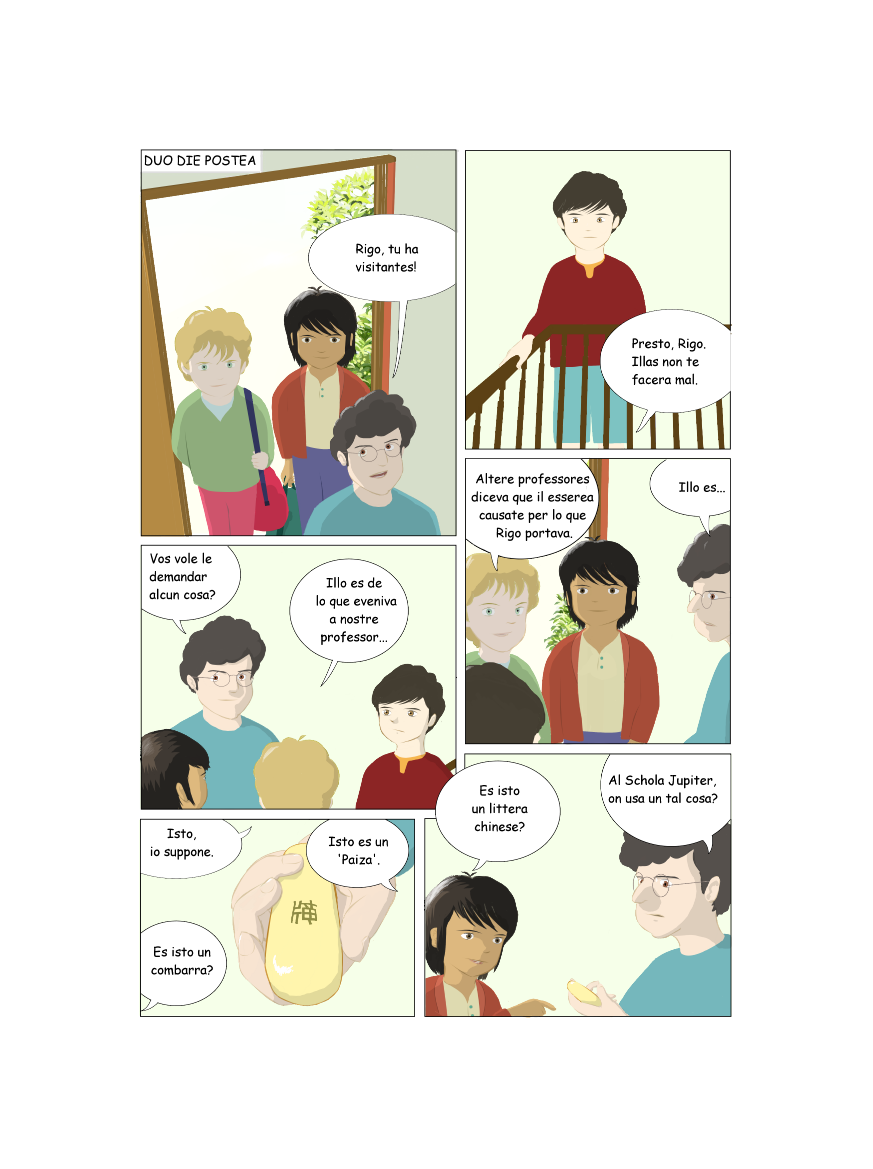 DUO DIE POSTEA
Rigo, tu ha
visitantes!
Presto, Rigo.
Illas non te
facera mal.
Vos vole le
demandar
alcun cosa?
Illo es de
lo que eveniva
a nostre
professor...
Altere professores
diceva que il esserea
causate per lo que
Rigo portava.
Illo es...
Isto,
io suppone.
Isto es un
'Paiza'.
牌
Es isto un
combarra?
Es isto
un littera
chinese?
Al Schola Jupiter,
on usa un tal cosa?